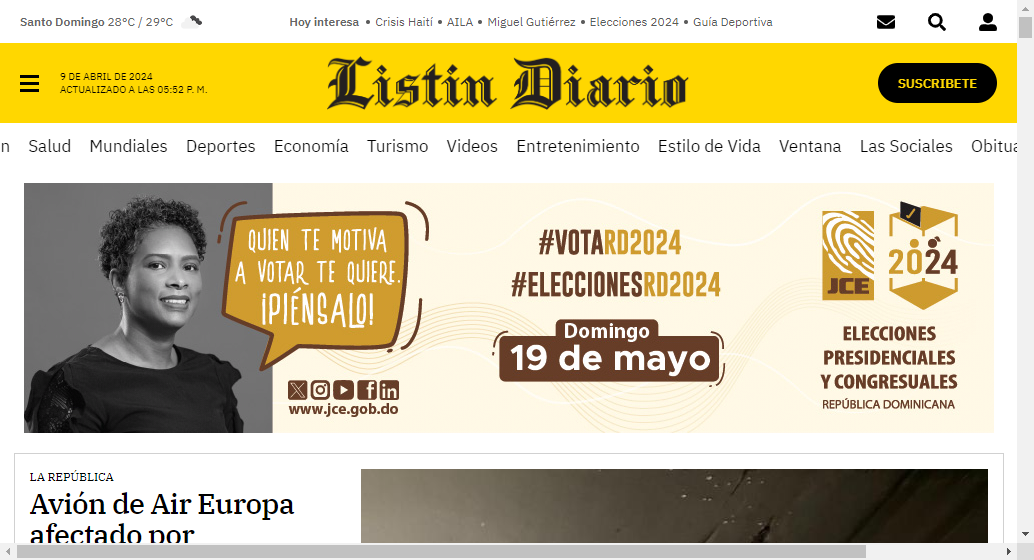 Santo Domingo 28°C / 29°C
Hoy interesa • Crisis Haití • AILA • Miguel Gutiérrez • Elecciones 2024 • Guía Deportiva
9 DE ABRIL DE 2024
ACTUALIZADO A LAS 05:52 P. M.
Listin Diario
SUSCRIBETE
n Salud Mundiales Deportes Economía Turismo Videos Entretenimiento Estilo de Vida Ventana Las Sociales Obitua
QUIEN TE MOTIVA
A VOTAR TE QUIERE.
¡PIÉNSALO!
www.jce.gob.do
#VOTARD2024
#ELECCIONESRD2024
Domingo
19 de mayo
JCE
2024
ELECCIONES
PRESIDENCIALES
Y CONGRESUALES
REPÚBLICA DOMINICANA
LA REPÚBLICA
Avión de Air Europa
afectado por